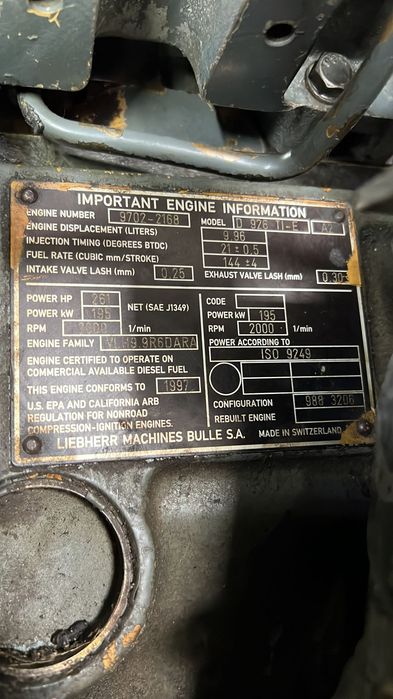 IMPORTANT ENGINE INFORMATION
ENGINE NUMBER 9702-2168 MODEL D 926 TI-E A2
ENGINE DISPLACEMENT (LITERS) 9.96
INJECTION TIMING (DEGREES BTDC) 21 ± 0,5
FUEL RATE (CUBIC mm/STROKE) 144 ±4
INTAKE VALVE LASH (mm) 0.25 EXHAUST VALVE LASH (mm) 0.30
POWER HP 261
POWER kW 195 NET (SAE J1349)
RPM 2000 1/min
ENGINE FAMILY VLH9.9R6DARA
ENGINE CERTIFIED TO OPERATE ON
COMMERCIAL AVAILABLE DIESEL FUEL
THIS ENGINE CONFORMS TO 1997
U.S. EPA AND CALIFORNIA ARB
REGULATION FOR NONROAD
COMPRESSION-IGNITION ENGINES.
CODE
POWER kW 195
RPM 2000 1/min
POWER ACCORDING TO
ISO 9249
CONFIGURATION 988 3206
REBUILT ENGINE
LIEBHERR MACHINES BULLE S.A. MADE IN SWITZERLAND